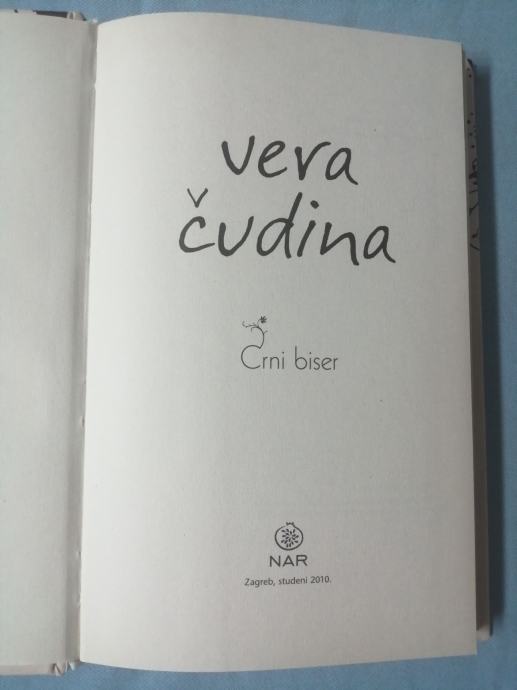 vera
čudina
Crni biser
NAR
Zagreb, studeni 2010.